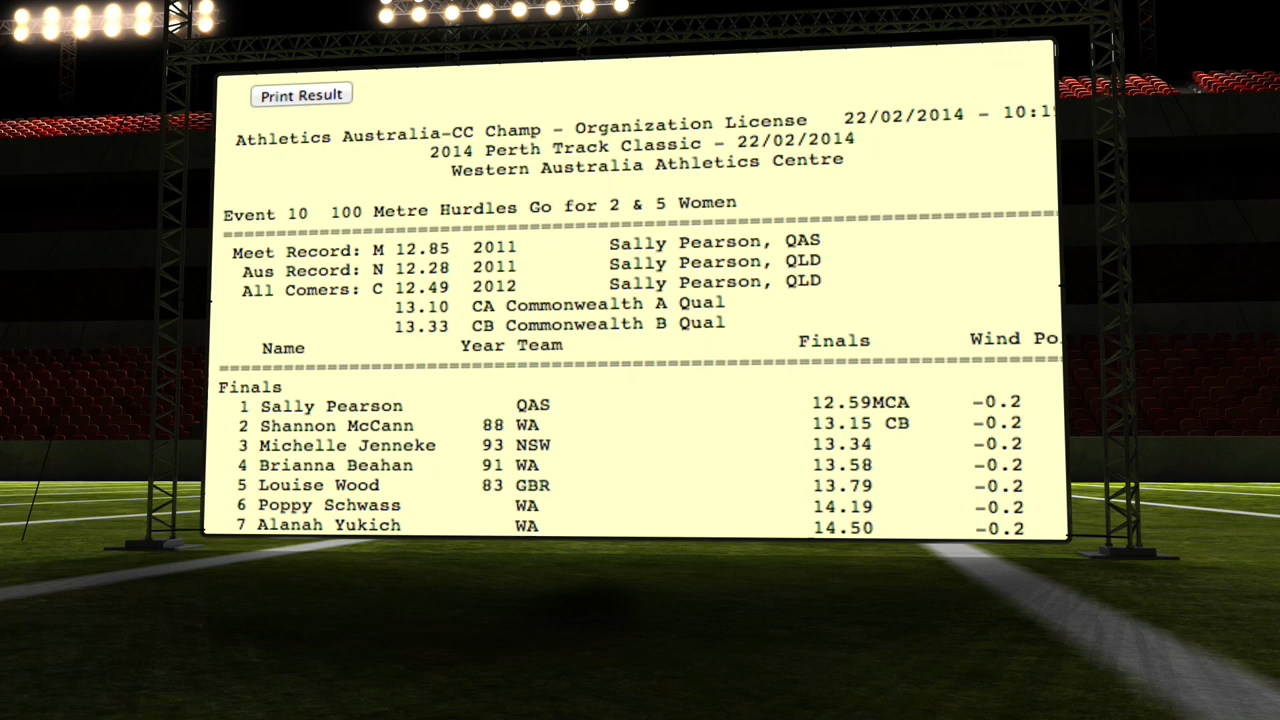 Print Result
Athletics Australia-CC Champ - Organization License 22/02/2014 - 10:1
2014 Perth Track Classic - 22/02/2014
Western Australia Athletics Centre
Event 10 100 Metre Hurdles Go for 2 & 5 Women
Meet Record: M 12.85 2011 Sally Pearson, QAS
Aus Record: N 12.28 2011 Sally Pearson, QLD
All Comers: C 12.49 2012 Sally Pearson, QLD
13.10 CA Commonwealth A Qual
13.33 CB Commonwealth B Qual
Name Year Team Finals Wind Po
Finals
1 Sally Pearson QAS 12.59MCA -0.2
2 Shannon McCann 88 WA 13.15 CB -0.2
3 Michelle Jenneke 93 NSW 13.34 -0.2
4 Brianna Beahan 91 WA 13.58 -0.2
5 Louise Wood 83 GBR 13.79 -0.2
6 Poppy Schwass WA 14.19 -0.2
7 Alanah Yukich WA 14.50 -0.2